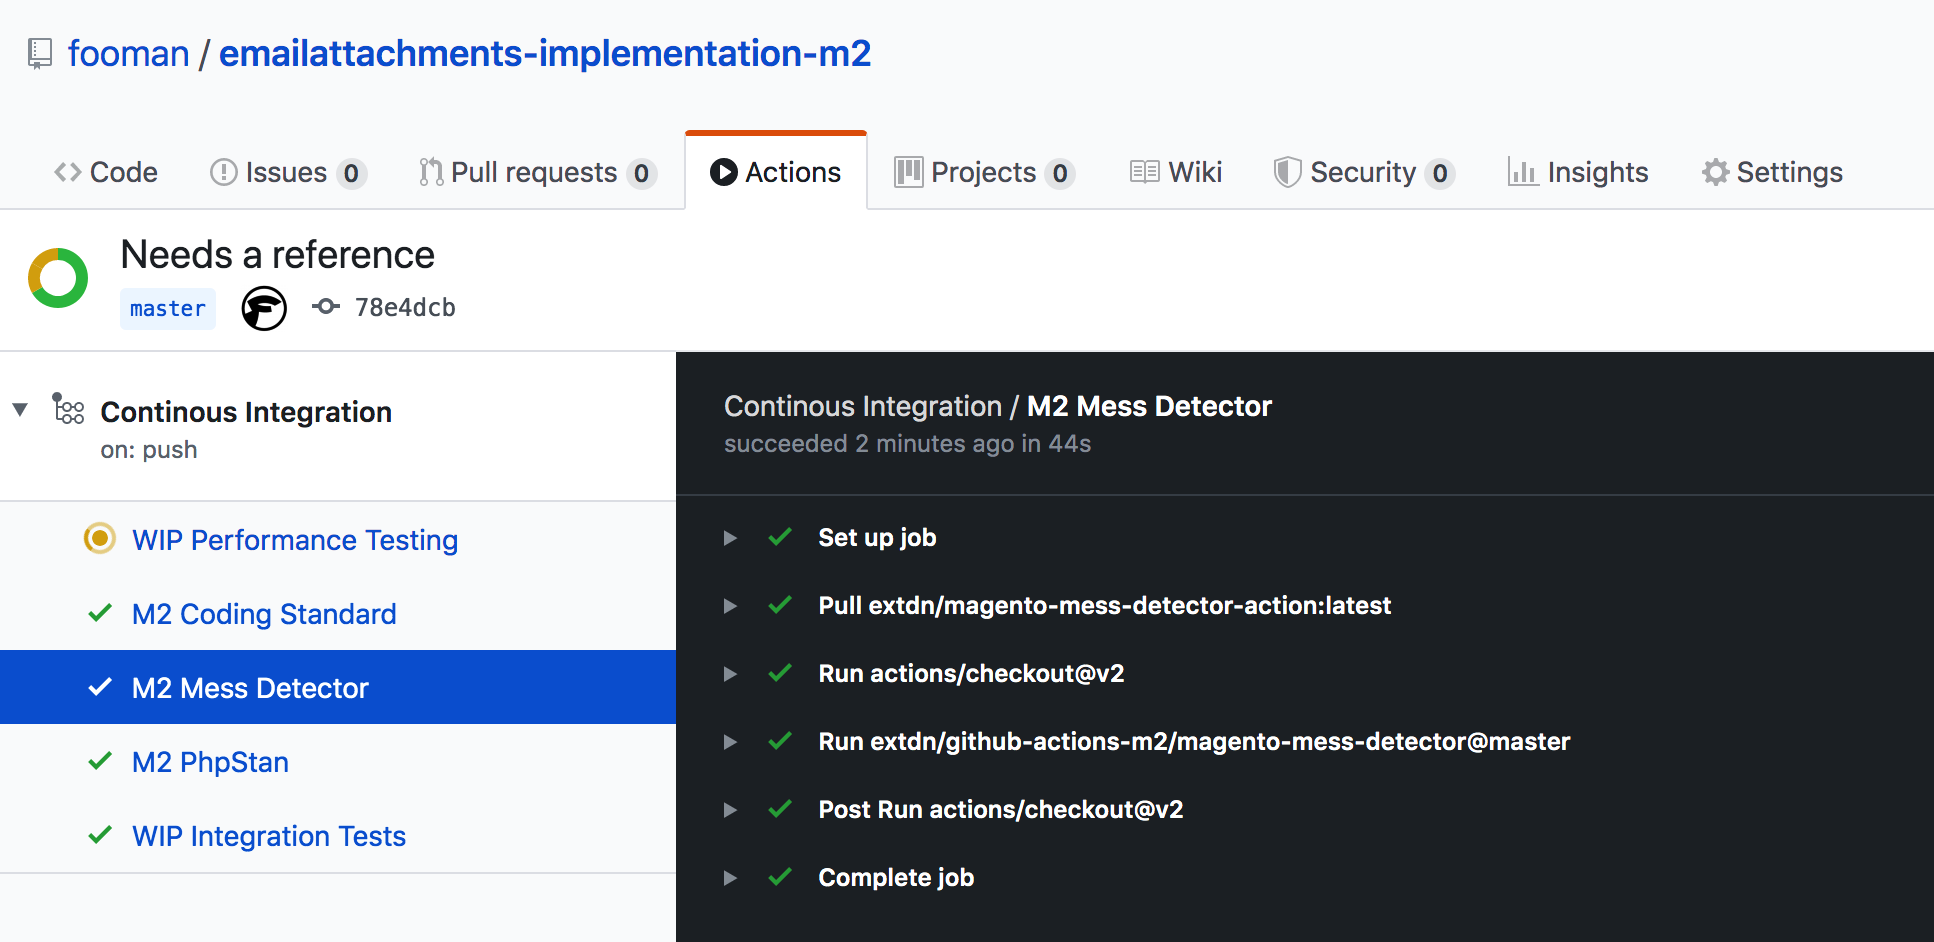 fooman / emailattachments-implementation-m2
Code Issues 0 Pull requests 0 Actions Projects 0 Wiki Security 0 Insights Settings
Needs a reference
master 78e4dcb
Continous Integration
on: push
WIP Performance Testing
M2 Coding Standard
M2 Mess Detector
M2 PhpStan
WIP Integration Tests
Continous Integration / M2 Mess Detector
succeeded 2 minutes ago in 44s
Set up job
Pull extdn/magento-mess-detector-action:latest
Run actions/checkout@v2
Run extdn/github-actions-m2/magento-mess-detector@master
Post Run actions/checkout@v2
Complete job